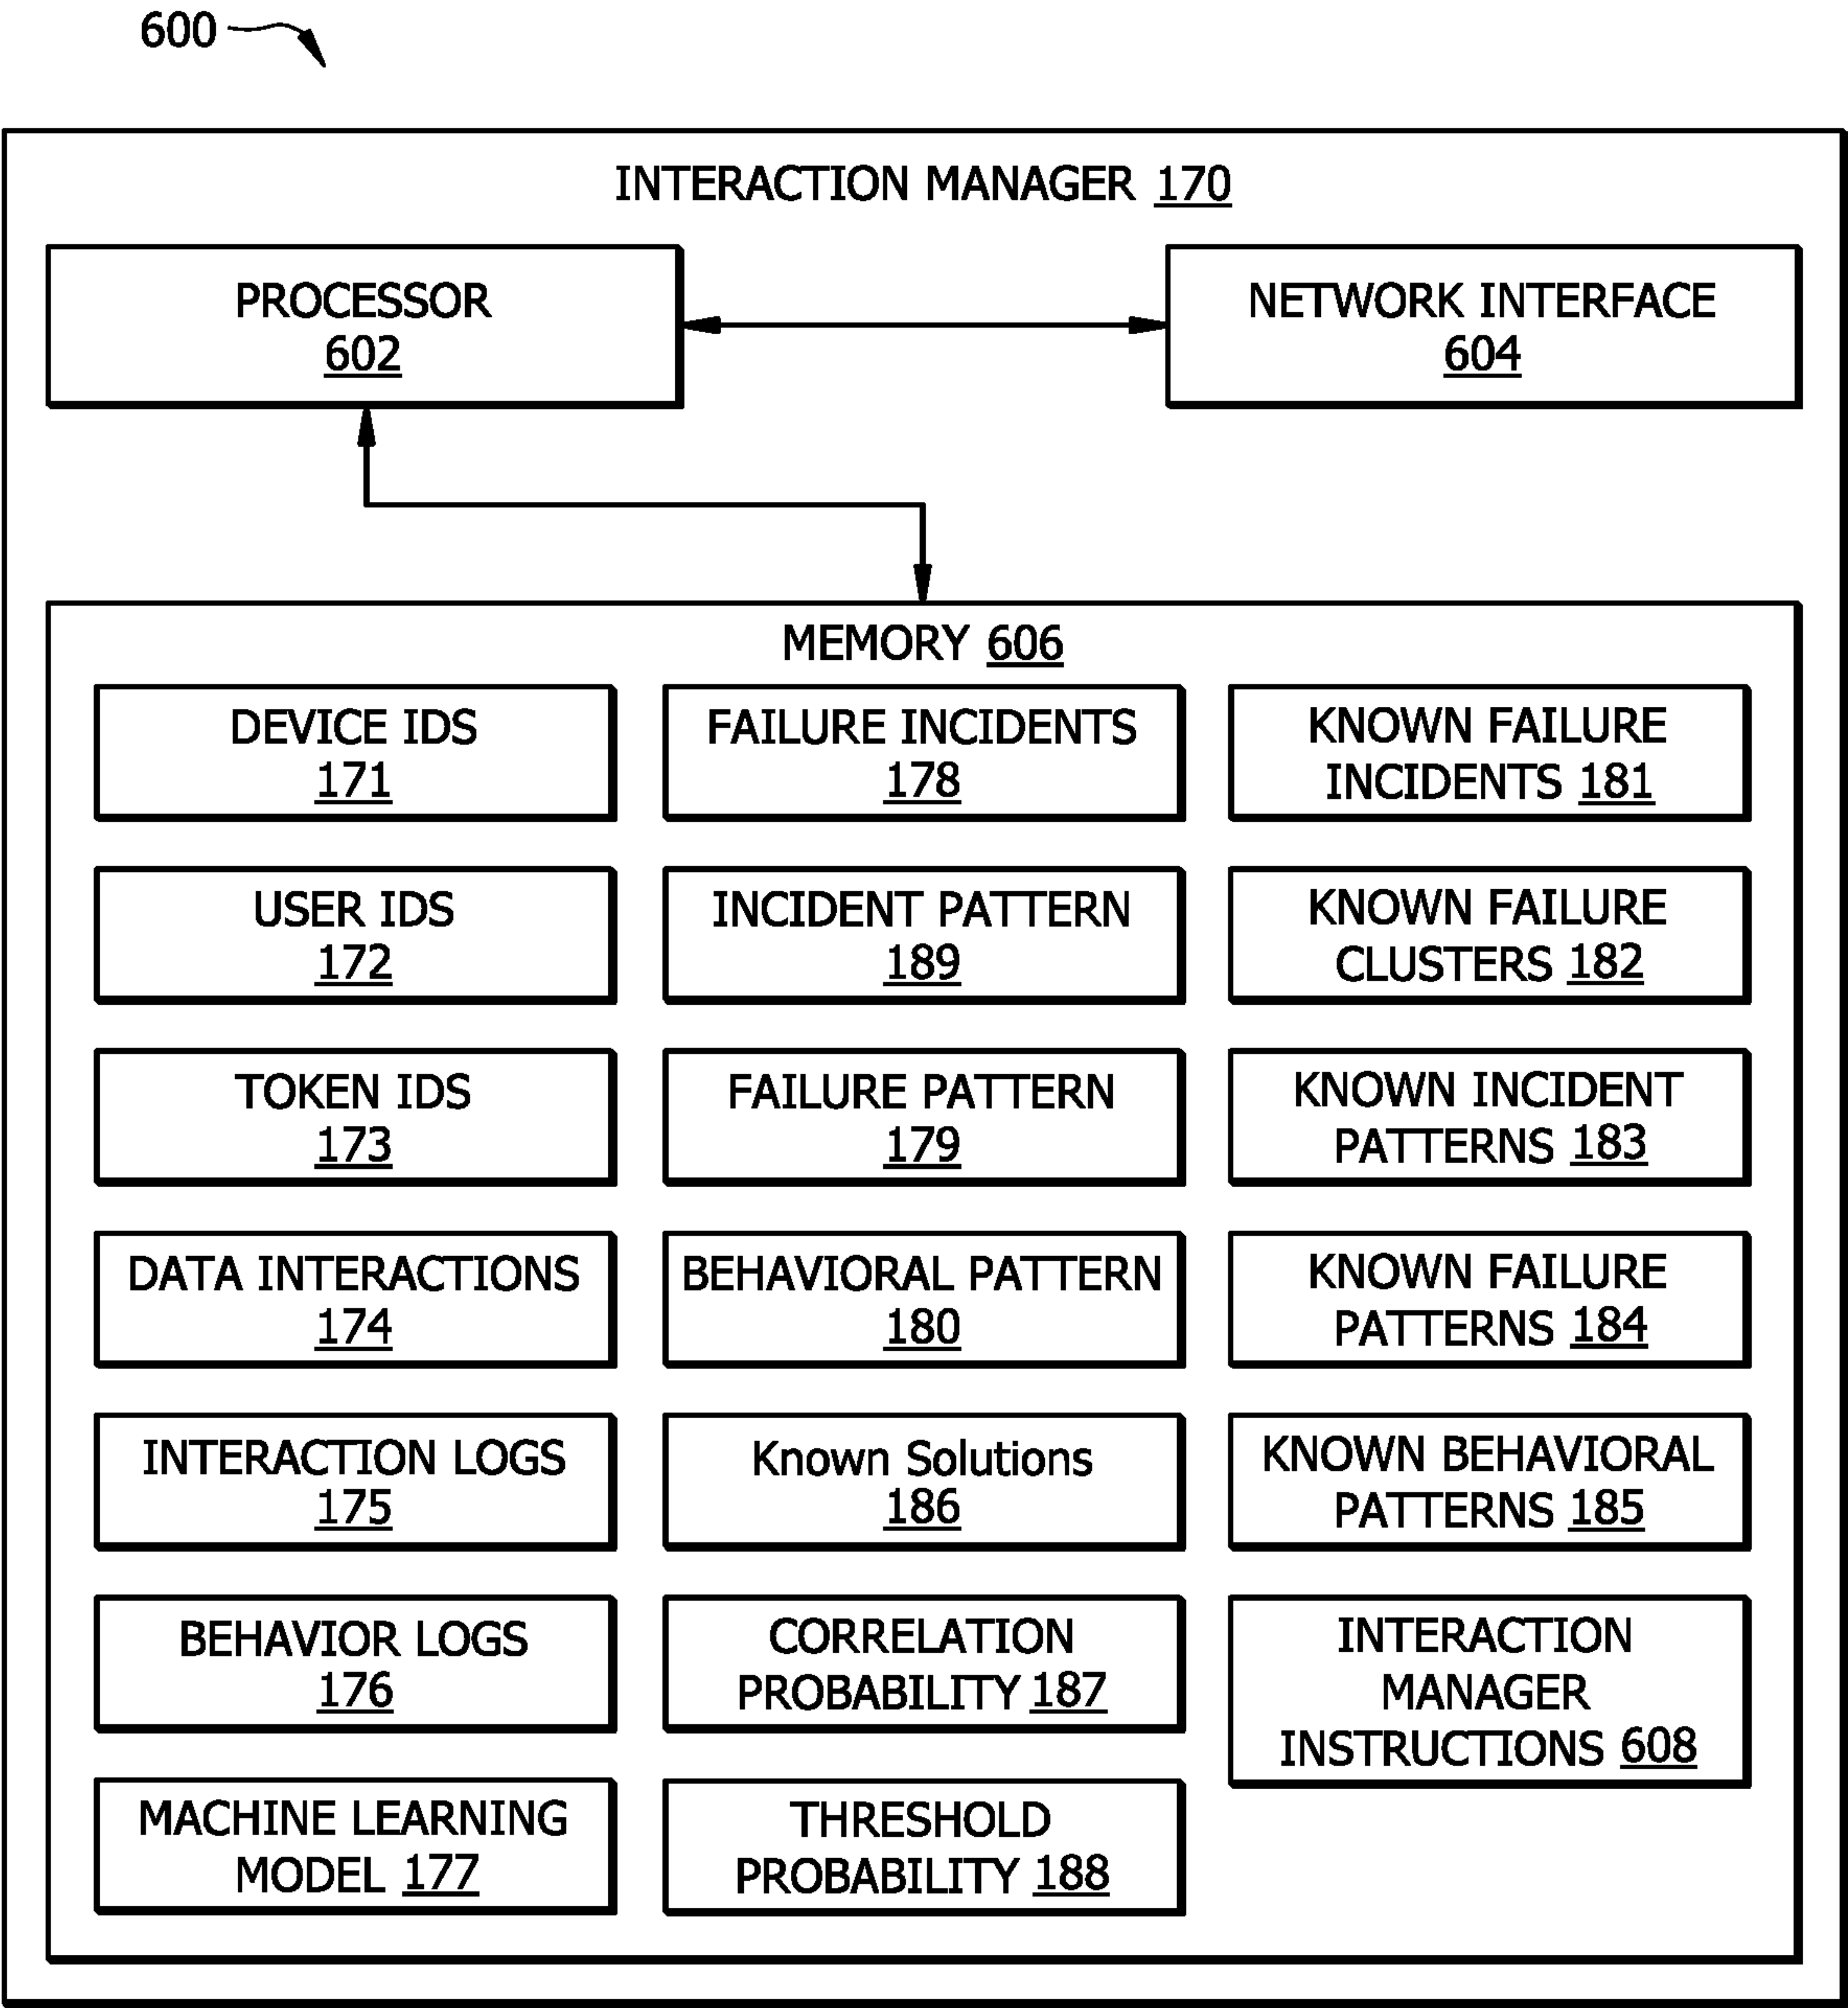 600
INTERACTION MANAGER 170
PROCESSOR
602
NETWORK INTERFACE
604
MEMORY 606
DEVICE IDS
171
FAILURE INCIDENTS
178
KNOWN FAILURE
INCIDENTS 181
USER IDS
172
INCIDENT PATTERN
189
KNOWN FAILURE
CLUSTERS 182
TOKEN IDS
173
FAILURE PATTERN
179
KNOWN INCIDENT
PATTERNS 183
DATA INTERACTIONS
174
BEHAVIORAL PATTERN
180
KNOWN FAILURE
PATTERNS 184
INTERACTION LOGS
175
Known Solutions
186
KNOWN BEHAVIORAL
PATTERNS 185
BEHAVIOR LOGS
176
CORRELATION
PROBABILITY 187
INTERACTION
MANAGER
INSTRUCTIONS 608
MACHINE LEARNING
MODEL 177
THRESHOLD
PROBABILITY 188